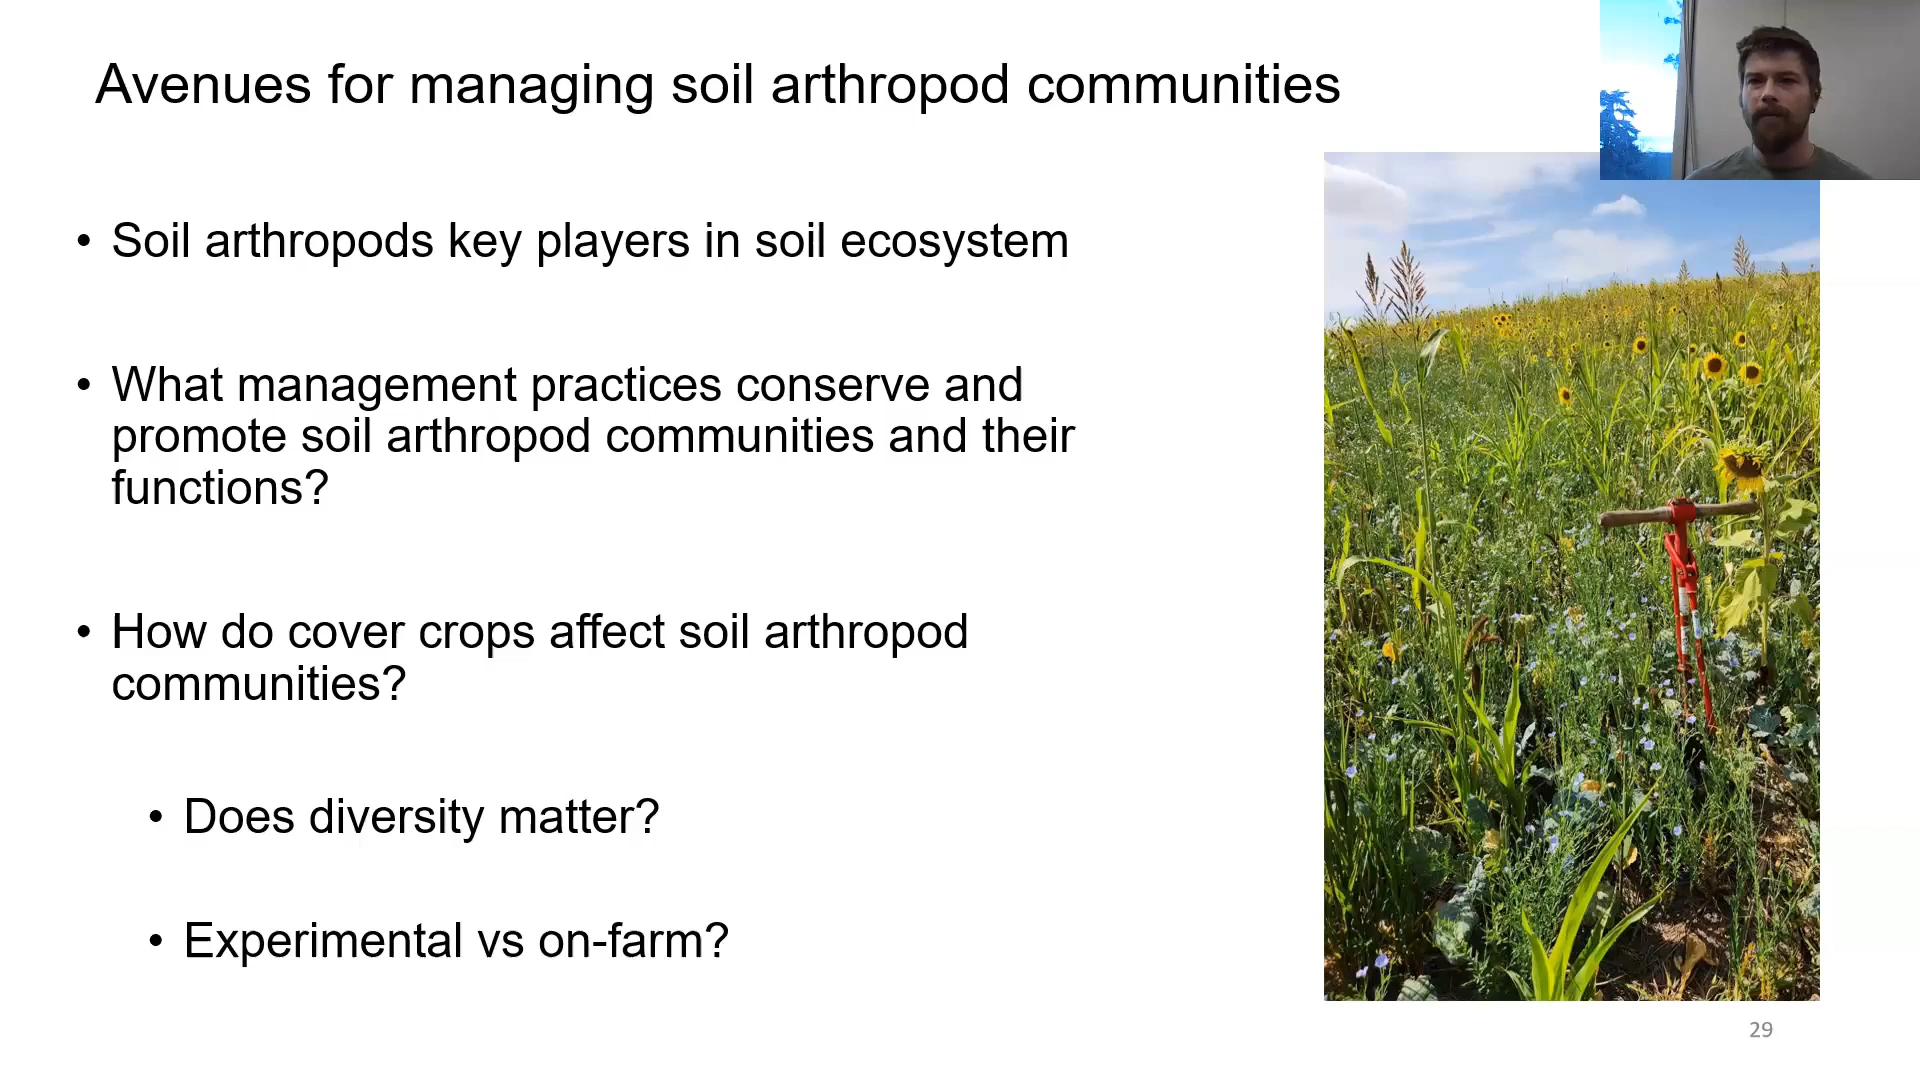 Avenues for managing soil arthropod communities
• Soil arthropods key players in soil ecosystem
• What management practices conserve and
promote soil arthropod communities and their
functions?
• How do cover crops affect soil arthropod
communities?
• Does diversity matter?
• Experimental vs on-farm?
29